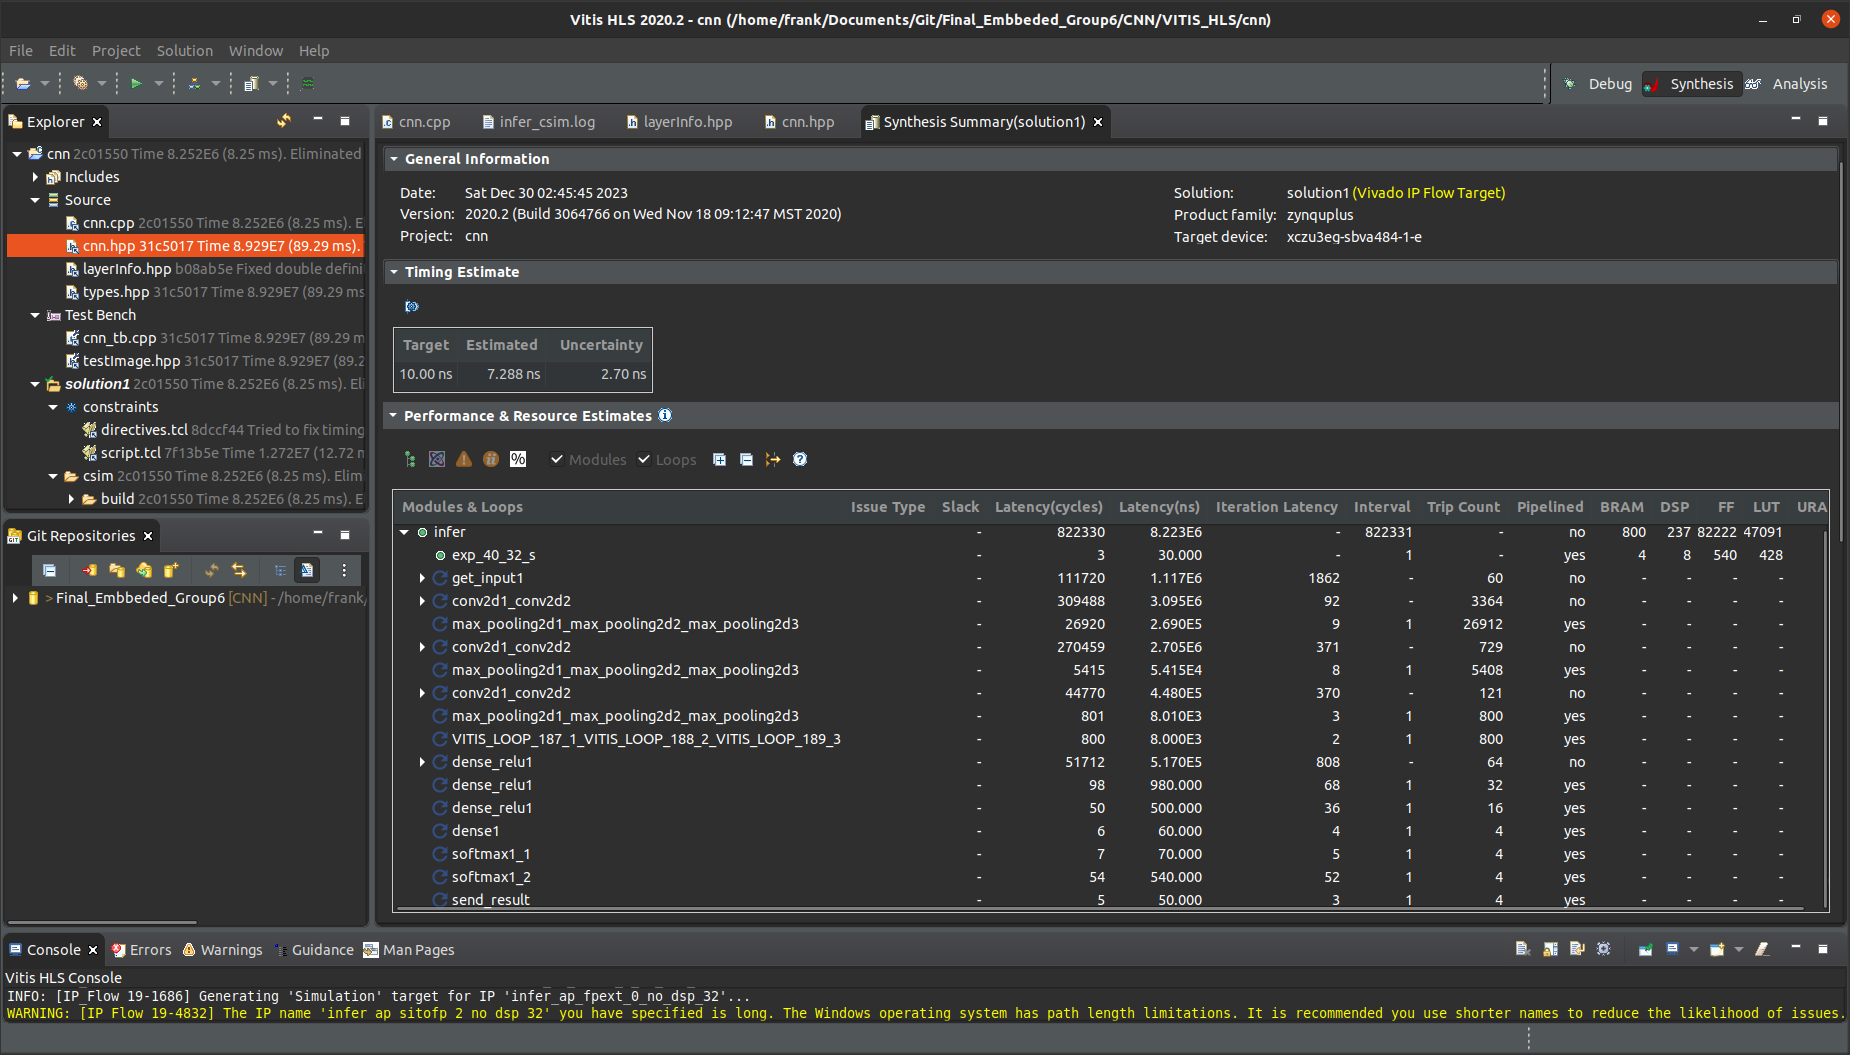 Vitis HLS 2020.2 - cnn (/home/frank/Documents/Git/Final_Embbeded_Group6/CNN/VITIS_HLS/cnn)
File Edit Project Solution Window Help
Debug Synthesis Analysis
Explorer
cnn 2c01550 Time 8.252E6 (8.25 ms). Eliminated
Includes
Source
cnn.cpp 2c01550 Time 8.252E6 (8.25 ms). E
cnn.hpp 31c5017 Time 8.929E7 (89.29 ms).
layerInfo.hpp b08ab5e Fixed double defini
types.hpp 31c5017 Time 8.929E7 (89.29 ms
Test Bench
cnn_tb.cpp 31c5017 Time 8.929E7 (89.29 m
testImage.hpp 31c5017 Time 8.929E7 (89.2
solution1 2c01550 Time 8.252E6 (8.25 ms). El
constraints
directives.tcl 8dccf44 Tried to fix timing
script.tcl 7f13b5e Time 1.272E7 (12.72 m
csim 2c01550 Time 8.252E6 (8.25 ms). Elim
build 2c01550 Time 8.252E6 (8.25 ms). E
Git Repositories
> Final_Embbeded_Group6 [CNN] - /home/frank/
cnn.cpp infer_csim.log layerInfo.hpp cnn.hpp Synthesis Summary(solution1)
General Information
Date: Sat Dec 30 02:45:45 2023
Version: 2020.2 (Build 3064766 on Wed Nov 18 09:12:47 MST 2020)
Project: cnn
Solution: solution1 (Vivado IP Flow Target)
Product family: zynquplus
Target device: xczu3eg-sbva484-1-e
Timing Estimate
Target Estimated Uncertainty
10.00 ns 7.288 ns 2.70 ns
Performance & Resource Estimates
% Modules Loops
Modules & Loops Issue Type Slack Latency(cycles) Latency(ns) Iteration Latency Interval Trip Count Pipelined BRAM DSP FF LUT URA
infer - 822330 8.223E6 - 822331 - no 800 237 82222 47091
exp_40_32_s - 3 30.000 - 1 - yes 4 8 540 428
get_input1 - 111720 1.117E6 1862 - 60 no - - - -
conv2d1_conv2d2 - 309488 3.095E6 92 - 3364 no - - - -
max_pooling2d1_max_pooling2d2_max_pooling2d3 - 26920 2.690E5 9 1 26912 yes - - - -
conv2d1_conv2d2 - 270459 2.705E6 371 - 729 no - - - -
max_pooling2d1_max_pooling2d2_max_pooling2d3 - 5415 5.415E4 8 1 5408 yes - - - -
conv2d1_conv2d2 - 44770 4.480E5 370 - 121 no - - - -
max_pooling2d1_max_pooling2d2_max_pooling2d3 - 801 8.010E3 3 1 800 yes - - - -
VITIS_LOOP_187_1_VITIS_LOOP_188_2_VITIS_LOOP_189_3 - 800 8.000E3 2 1 800 yes - - - -
dense_relu1 - 51712 5.170E5 808 - 64 no - - - -
dense_relu1 - 98 980.000 68 1 32 yes - - - -
dense_relu1 - 50 500.000 36 1 16 yes - - - -
dense1 - 6 60.000 4 1 4 yes - - - -
softmax1_1 - 7 70.000 5 1 4 yes - - - -
softmax1_2 - 54 540.000 52 1 4 yes - - - -
send_result - 5 50.000 3 1 4 yes - - - -
Console Errors Warnings Guidance Man Pages
Vitis HLS Console
INFO: [IP_Flow 19-1686] Generating 'Simulation' target for IP 'infer_ap_fpext_0_no_dsp_32'...
WARNING: [IP Flow 19-4832] The IP name 'infer ap sitofp 2 no dsp 32' you have specified is long. The Windows operating system has path length limitations. It is recommended you use shorter names to reduce the likelihood of issues.